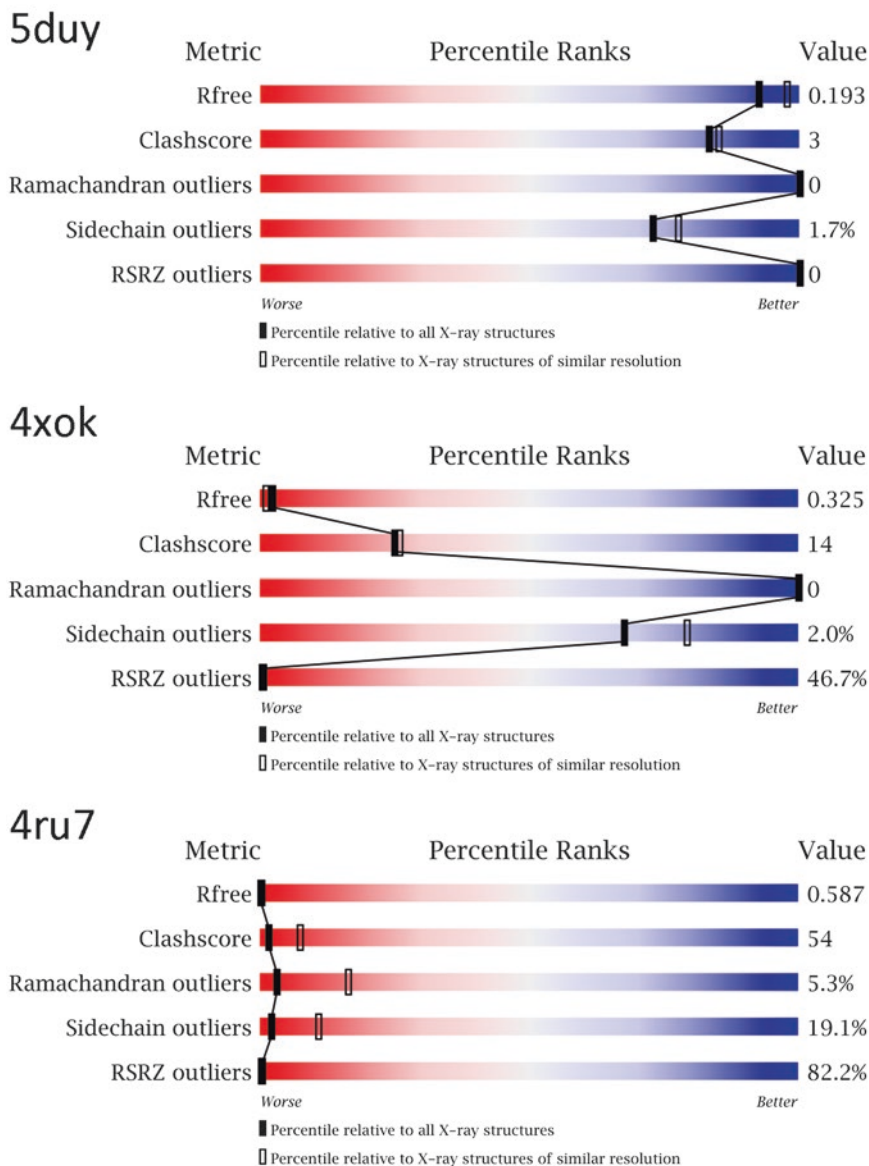 5duy
Metric Percentile Ranks Value
Rfree 0.193
Clashscore 3
Ramachandran outliers 0
Sidechain outliers 1.7%
RSRZ outliers 0
Worse Better
Percentile relative to all X-ray structures
Percentile relative to X-ray structures of similar resolution
4xok
Metric Percentile Ranks Value
Rfree 0.325
Clashscore 14
Ramachandran outliers 0
Sidechain outliers 2.0%
RSRZ outliers 46.7%
Worse Better
Percentile relative to all X-ray structures
Percentile relative to X-ray structures of similar resolution
4ru7
Metric Percentile Ranks Value
Rfree 0.587
Clashscore 54
Ramachandran outliers 5.3%
Sidechain outliers 19.1%
RSRZ outliers 82.2%
Worse Better
Percentile relative to all X-ray structures
Percentile relative to X-ray structures of similar resolution